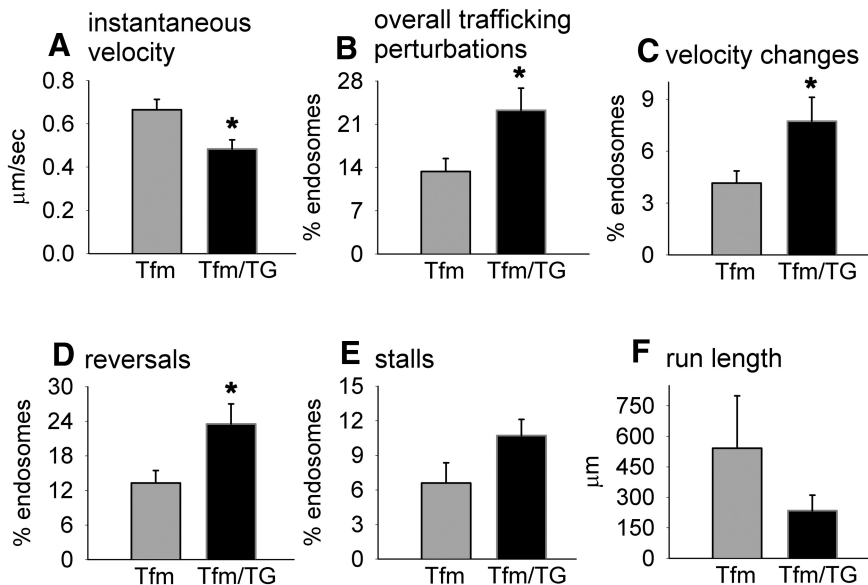 A instantaneous
velocity
0.8
0.6
0.4
0.2
0.0
μm/sec
*
Tfm Tfm/TG
B overall trafficking
perturbations
28
21
14
7
0
% endosomes
*
Tfm Tfm/TG
C velocity changes
9
6
3
0
% endosomes
*
Tfm Tfm/TG
D reversals
30
24
18
12
6
0
% endosomes
*
Tfm Tfm/TG
E stalls
15
12
9
6
3
0
% endosomes
Tfm Tfm/TG
F run length
750
600
450
300
150
0
μm
Tfm Tfm/TG